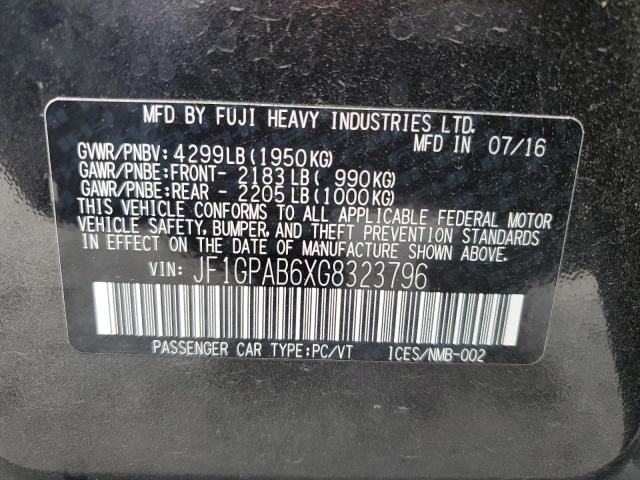 MFD BY FUJI HEAVY INDUSTRIES LTD.
MFD IN 07/16
GVWR/PNBV: 4299LB(1950KG)
GAWR/PNBE:FRONT- 2183LB( 990KG)
GAWR/PNBE:REAR - 2205LB(1000KG)
THIS VEHICLE CONFORMS TO ALL APPLICABLE FEDERAL MOTOR
VEHICLE SAFETY, BUMPER, AND THEFT PREVENTION STANDARDS
IN EFFECT ON THE DATE OF MANUFACTURE SHOWN ABOVE.
VIN: JF1GPAB6XG8323796
PASSENGER CAR TYPE:PC/VT ICES/NMB-002